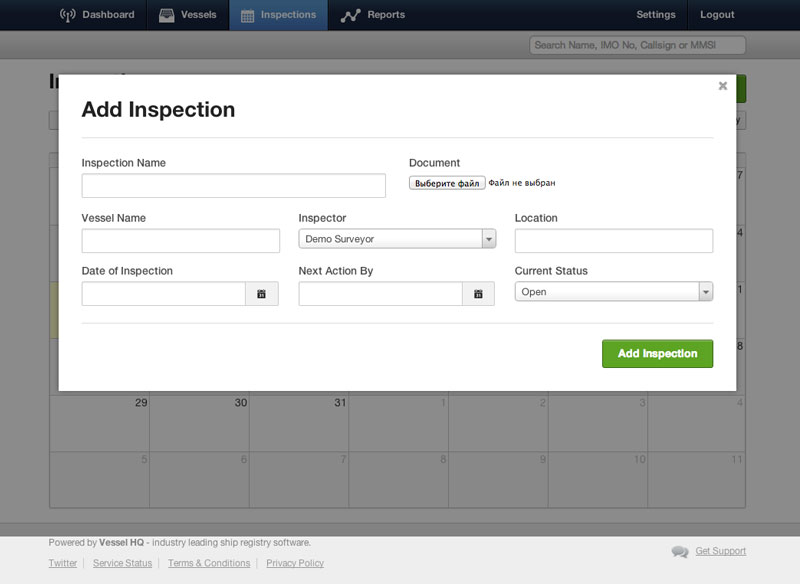 Dashboard
Vessels
Inspections
Reports
Settings
Logout
Search Name, IMO No, Callsign or MMSI
Add Inspection
Inspection Name
Document
Выберите файл Файл не выбран
Vessel Name
Inspector
Location
Demo Surveyor
Date of Inspection
Next Action By
Current Status
Open
Add Inspection
7
4
1
8
29 30 31 1 2 3 4
5 6 7 8 9 10 11
Powered by Vessel HQ - industry leading ship registry software.
Get Support
Twitter
Service Status
Terms & Conditions
Privacy Policy